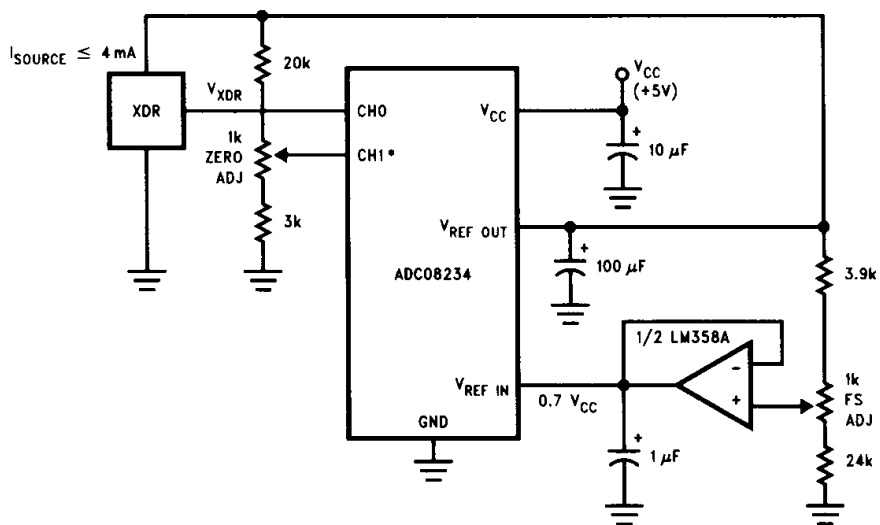 I_SOURCE ≤ 4 mA
XDR
V_XDR
20k
1k
ZERO
ADJ
3k
CH0
CH1*
V_CC
V_REF OUT
ADC08234
V_REF IN
GND
V_CC
(+5V)
+
10 µF
+
100 µF
3.9k
1/2 LM358A
-
+
0.7 V_CC
1k
FS
ADJ
+
1 µF
24k